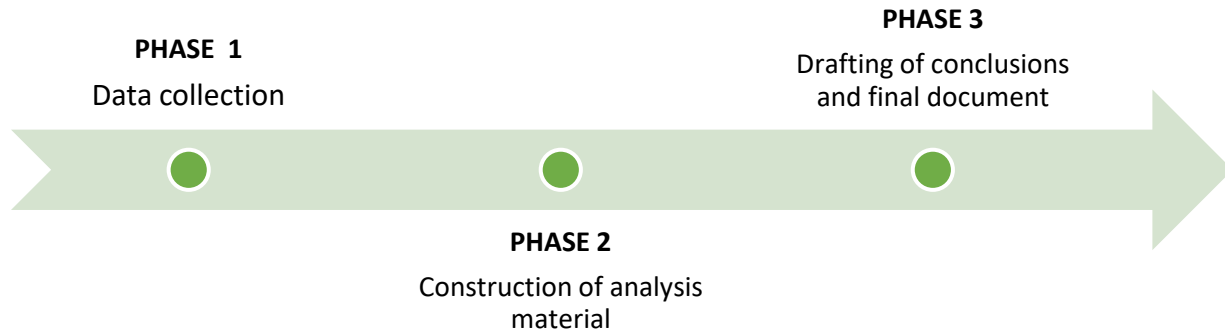 PHASE 1
Data collection
PHASE 2
Construction of analysis
material
PHASE 3
Drafting of conclusions
and final document